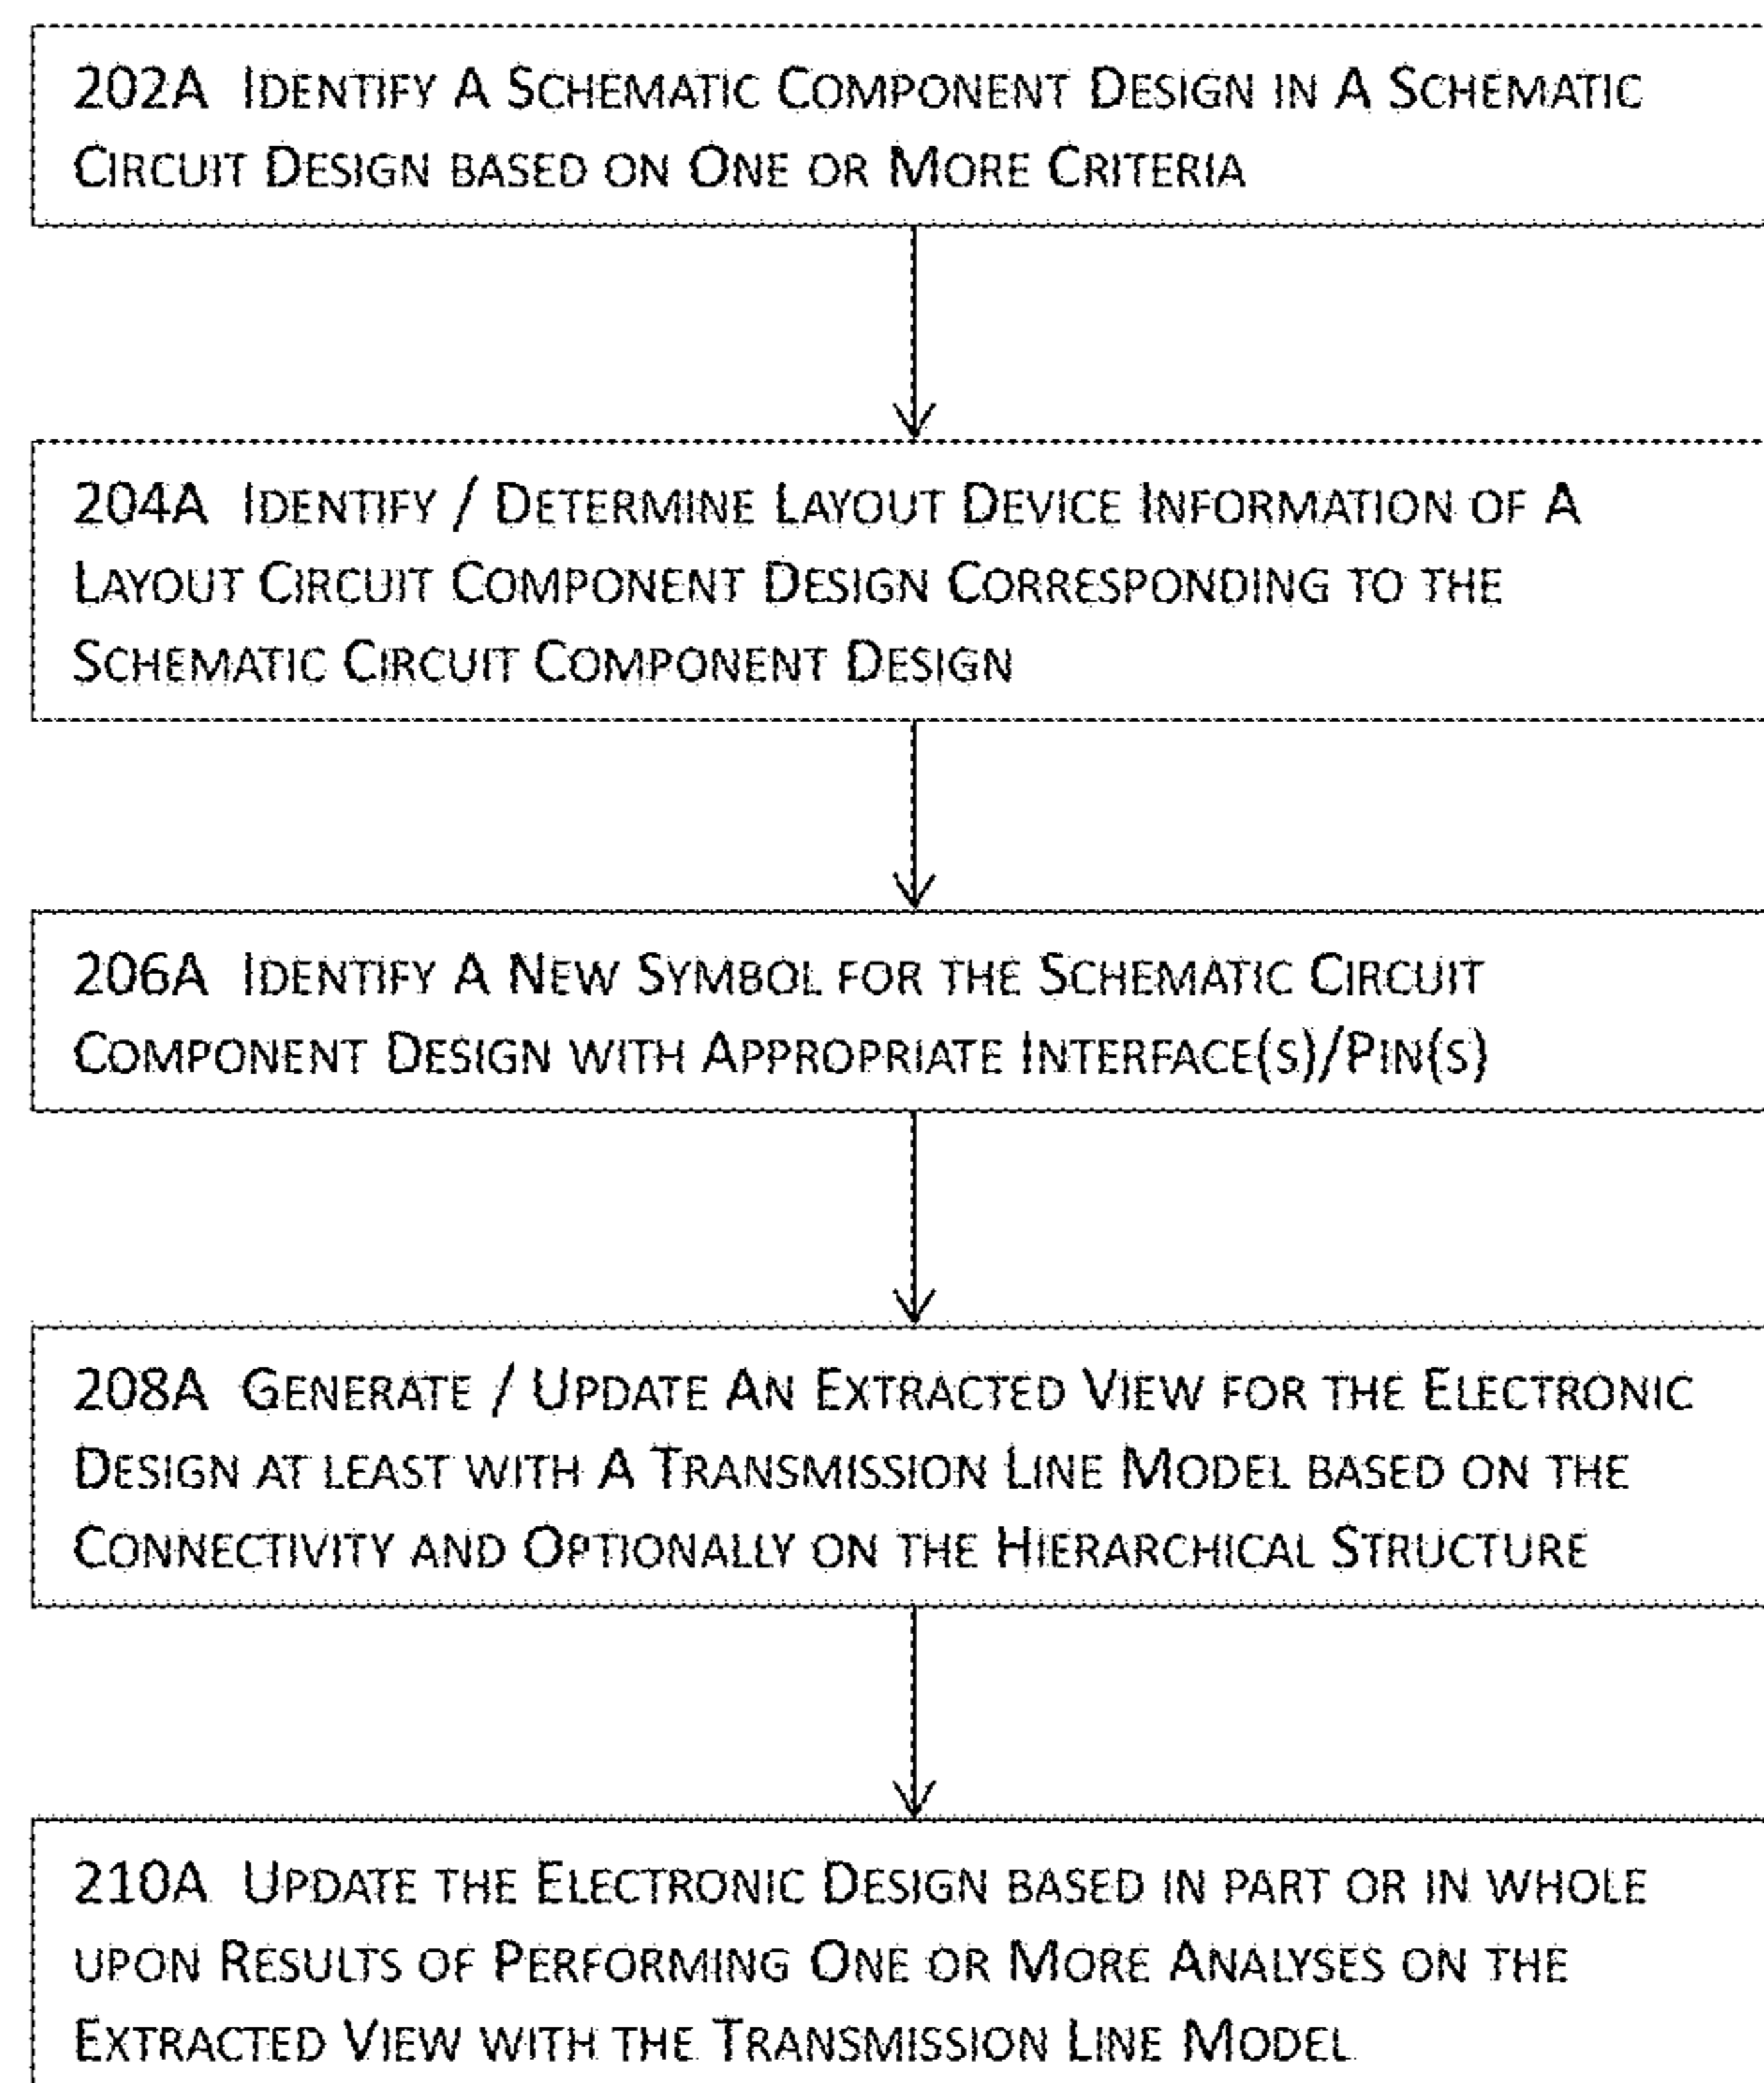 202A IDENTIFY A SCHEMATIC COMPONENT DESIGN IN A SCHEMATIC
CIRCUIT DESIGN BASED ON ONE OR MORE CRITERIA
204A IDENTIFY / DETERMINE LAYOUT DEVICE INFORMATION OF A
LAYOUT CIRCUIT COMPONENT DESIGN CORRESPONDING TO THE
SCHEMATIC CIRCUIT COMPONENT DESIGN
206A IDENTIFY A NEW SYMBOL FOR THE SCHEMATIC CIRCUIT
COMPONENT DESIGN WITH APPROPRIATE INTERFACE(S)/PIN(S)
208A GENERATE / UPDATE AN EXTRACTED VIEW FOR THE ELECTRONIC
DESIGN AT LEAST WITH A TRANSMISSION LINE MODEL BASED ON THE
CONNECTIVITY AND OPTIONALLY ON THE HIERARCHICAL STRUCTURE
210A UPDATE THE ELECTRONIC DESIGN BASED IN PART OR IN WHOLE
UPON RESULTS OF PERFORMING ONE OR MORE ANALYSES ON THE
EXTRACTED VIEW WITH THE TRANSMISSION LINE MODEL